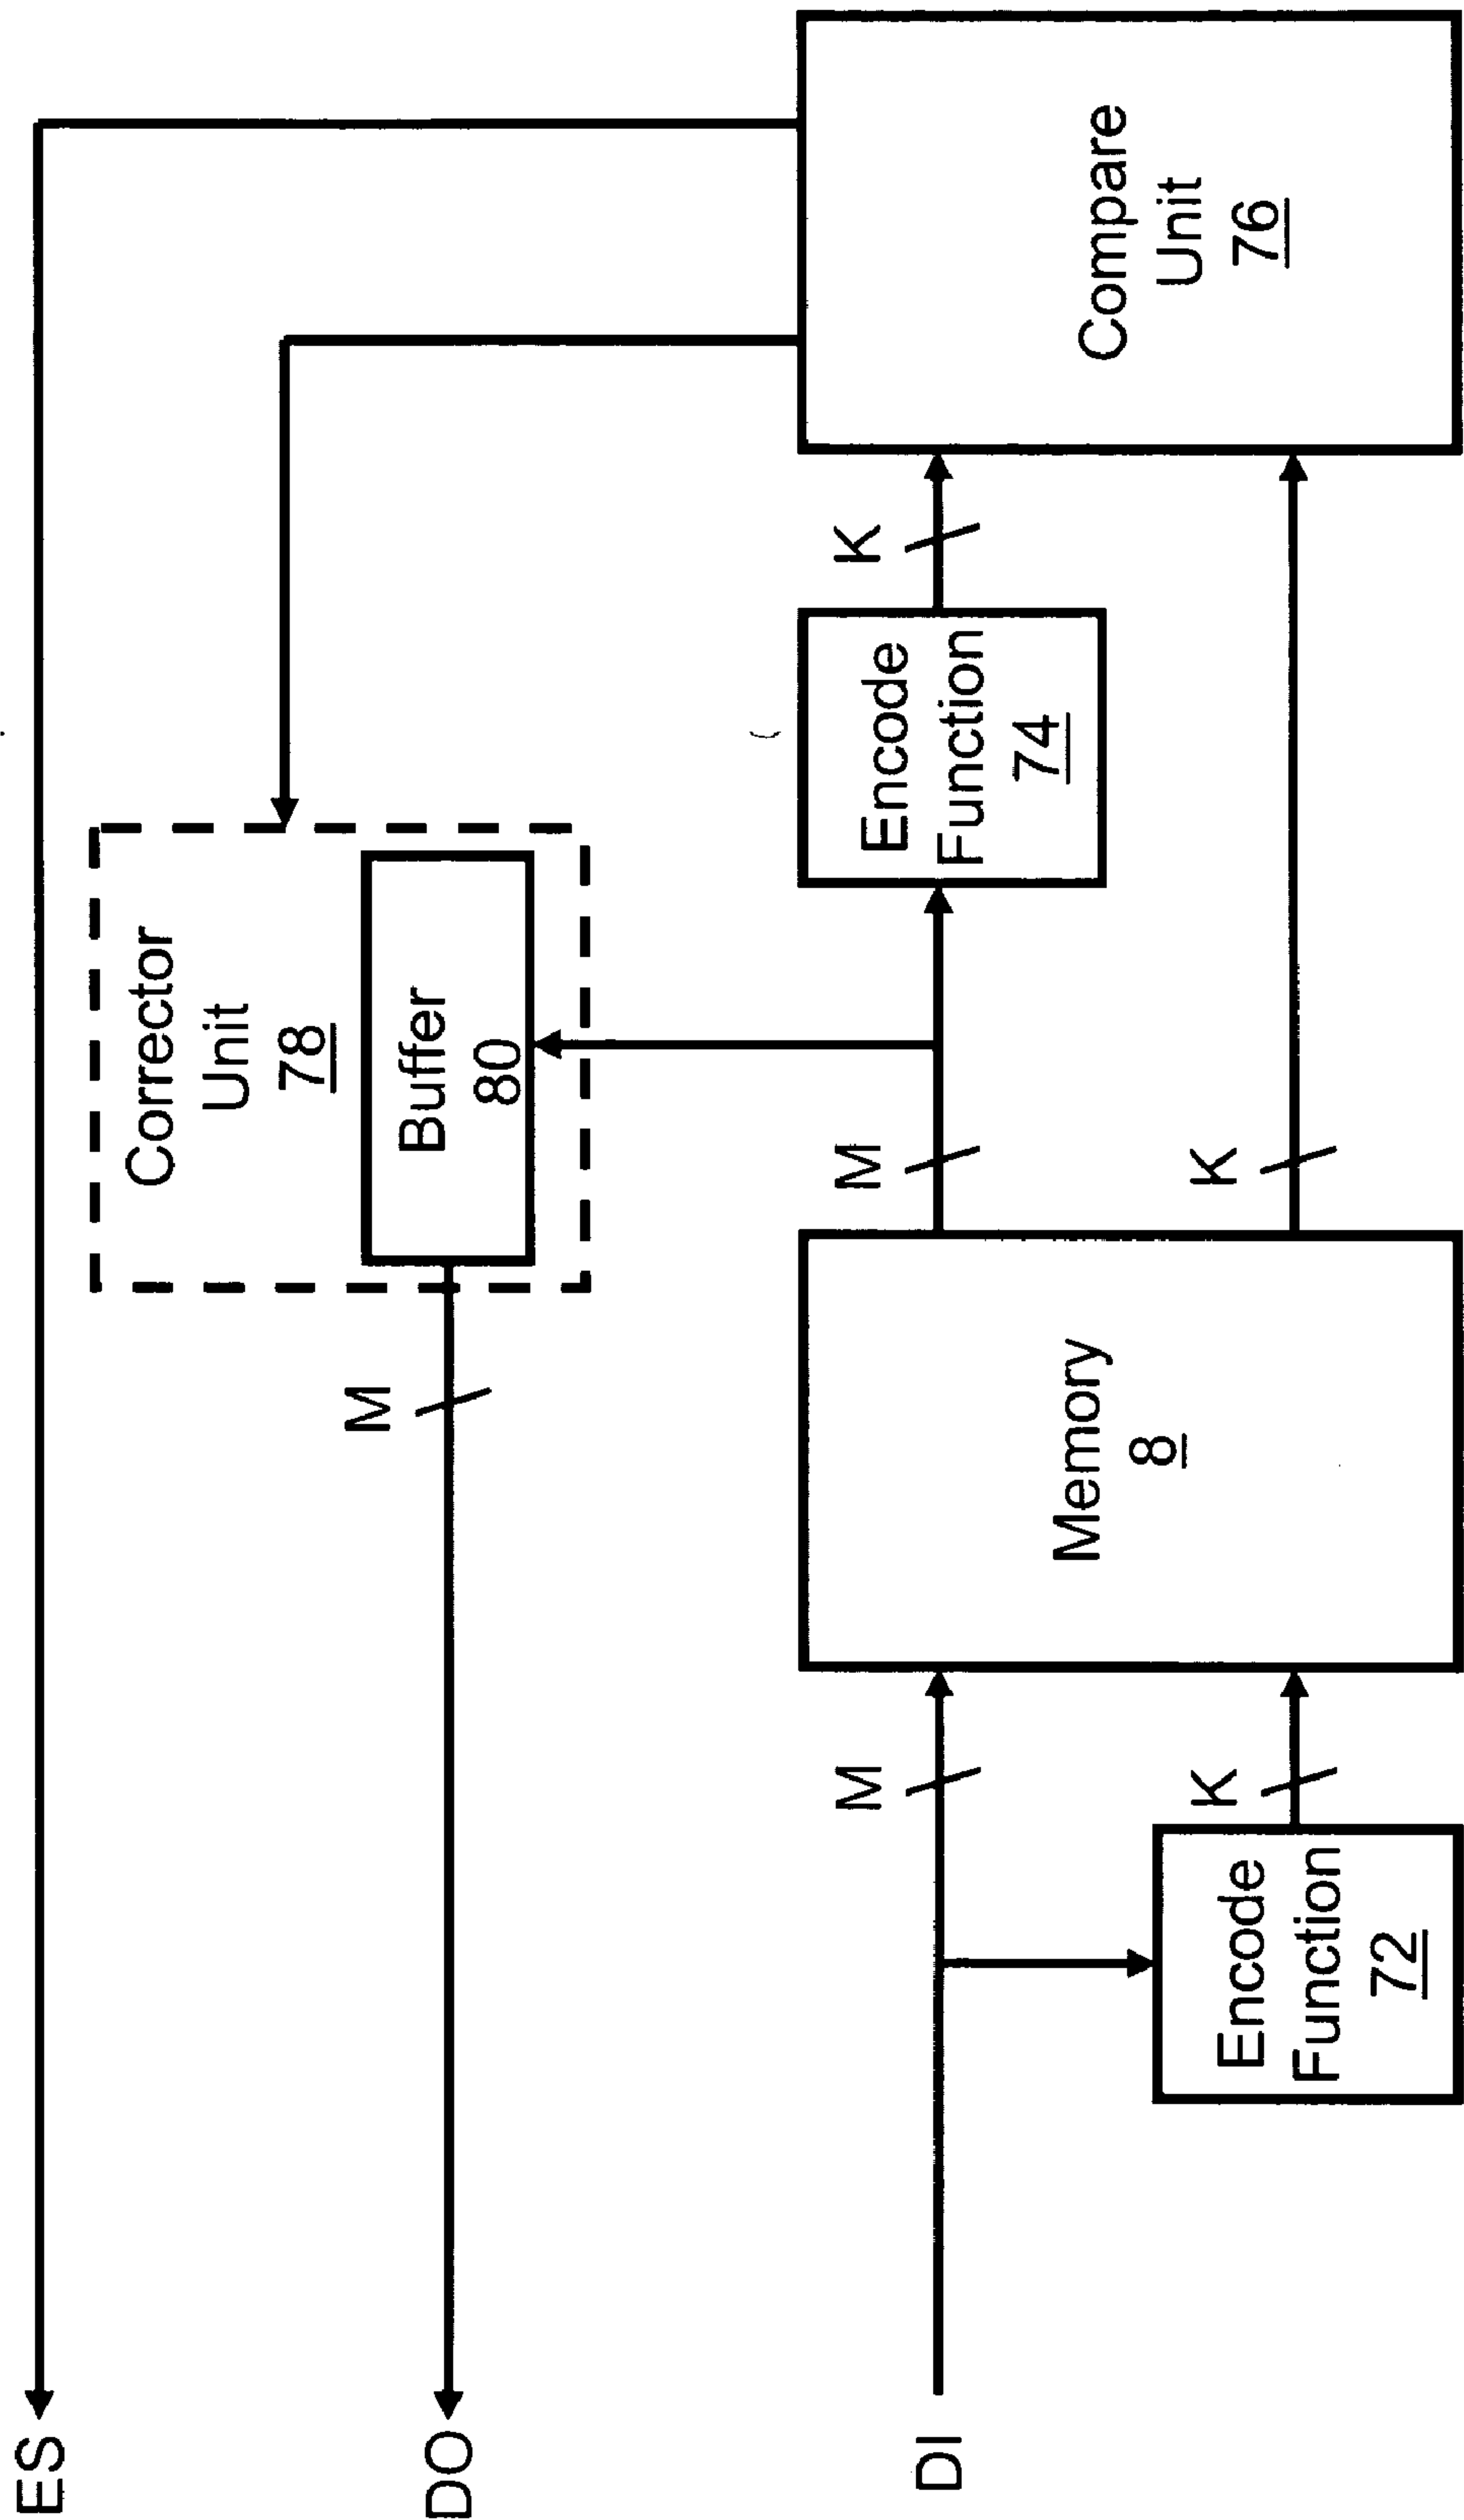 ES
Corrector
Unit
78
Buffer
80
M
DO
M
M
K
Compare
Unit
76
DI
Memory
8
Encode
Function
74
K
K
Encode
Function
72